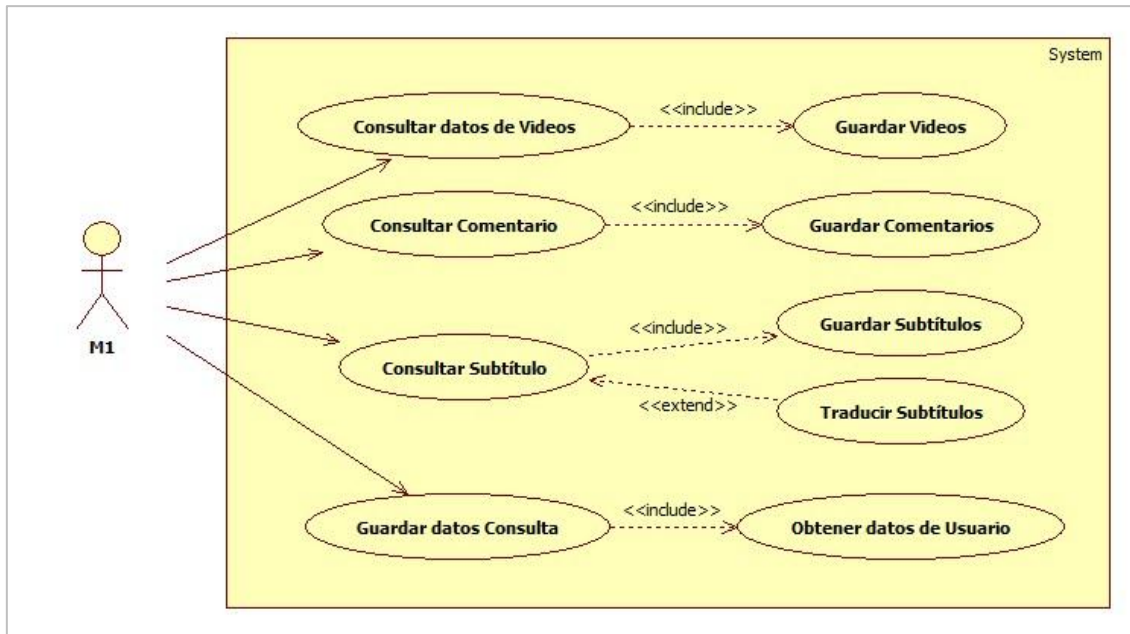 System
Consultar datos de Videos
<<include>>
Guardar Videos
Consultar Comentario
<<include>>
Guardar Comentarios
M1
Consultar Subtítulo
<<include>>
Guardar Subtítulos
<<extend>>
Traducir Subtítulos
Guardar datos Consulta
<<include>>
Obtener datos de Usuario